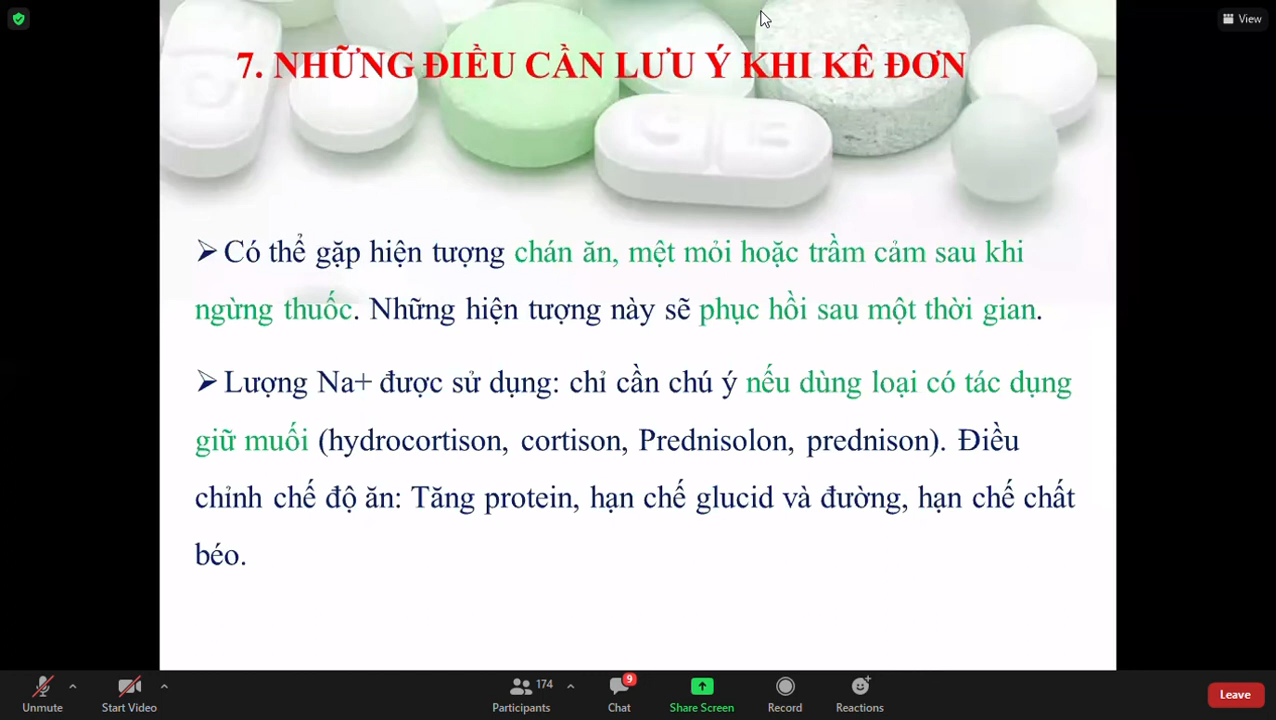 View
7. NHỮNG ĐIỀU CẦN LƯU Ý KHI KÊ ĐƠN
➢Có thể gặp hiện tượng chán ăn, mệt mỏi hoặc trầm cảm sau khi
ngừng thuốc. Những hiện tượng này sẽ phục hồi sau một thời gian.
➢Lượng Na+ được sử dụng: chỉ cần chú ý nếu dùng loại có tác dụng
giữ muối (hydrocortison, cortison, Prednisolon, prednison). Điều
chỉnh chế độ ăn: Tăng protein, hạn chế glucid và đường, hạn chế chất
béo.
174
9
Unmute
Start Video
Participants
Chat
Share Screen
Record
Reactions
Leave